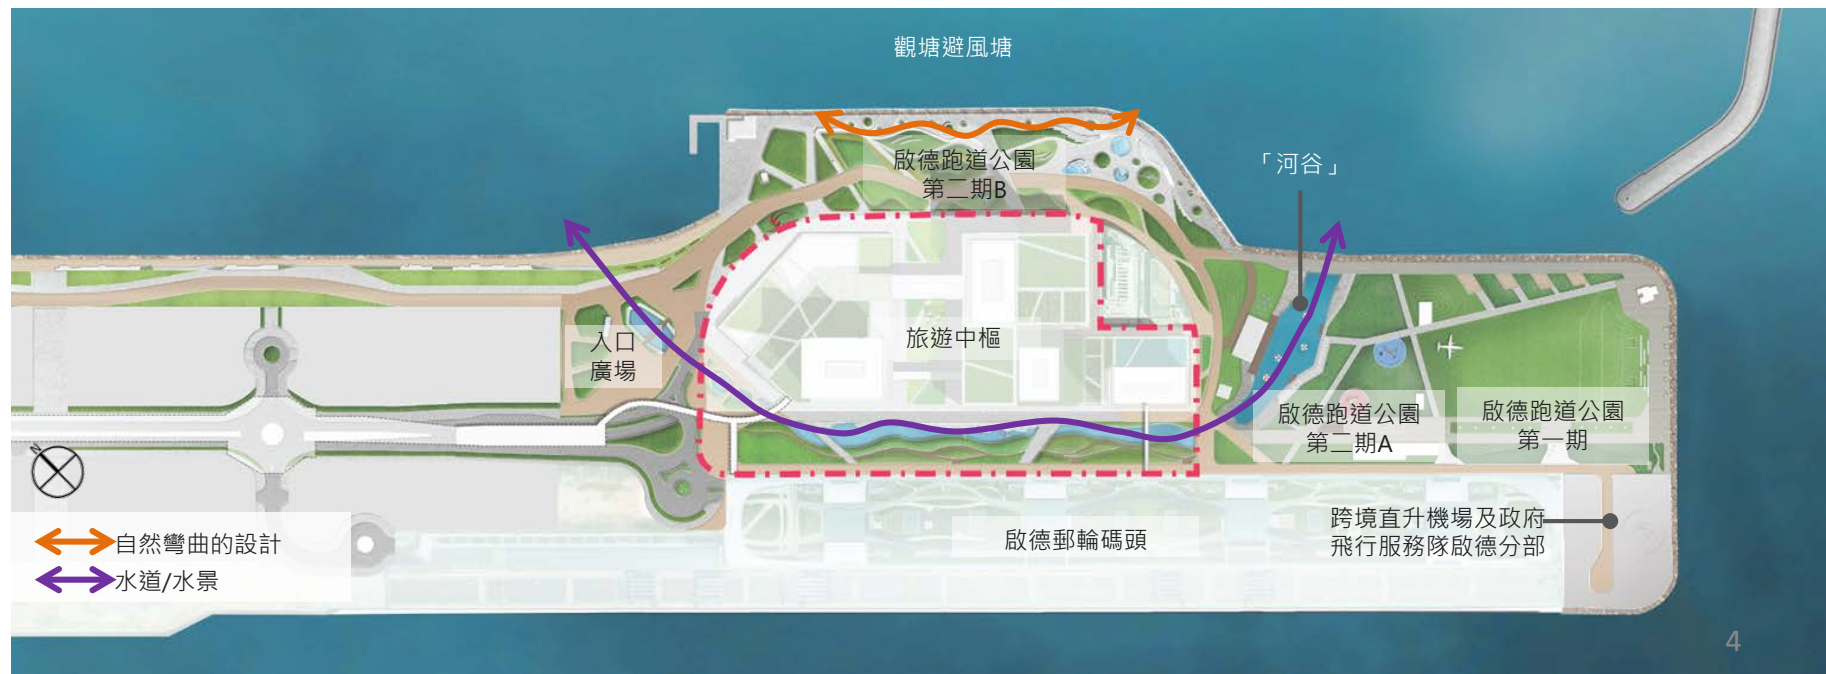 觀塘避風塘
啟德跑道公園
第二期B
「河谷」
入口
廣場
旅遊中樞
啟德跑道公園
第二期A
啟德跑道公園
第一期
N
啟德郵輪碼頭
跨境直升機場及政府
飛行服務隊啟德分部
自然彎曲的設計
水道/水景
4